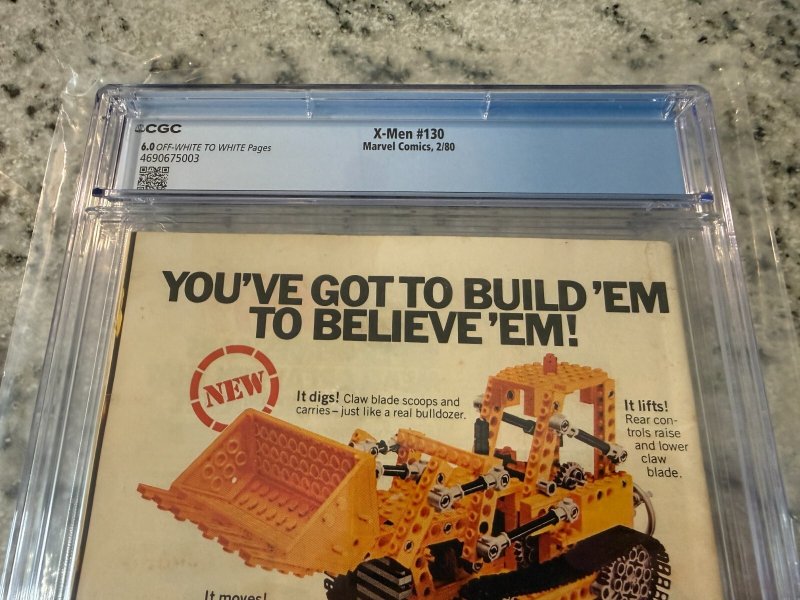 CGC
X-Men #130
6.0 OFF-WHITE TO WHITE Pages
Marvel Comics, 2/80
4690675003
YOU'VE GOT TO BUILD 'EM
TO BELIEVE 'EM!
NEW
It digs! Claw blade scoops and
carries – just like a real bulldozer.
It lifts!
Rear con-
trols raise
and lower
claw
blade.
It moves!